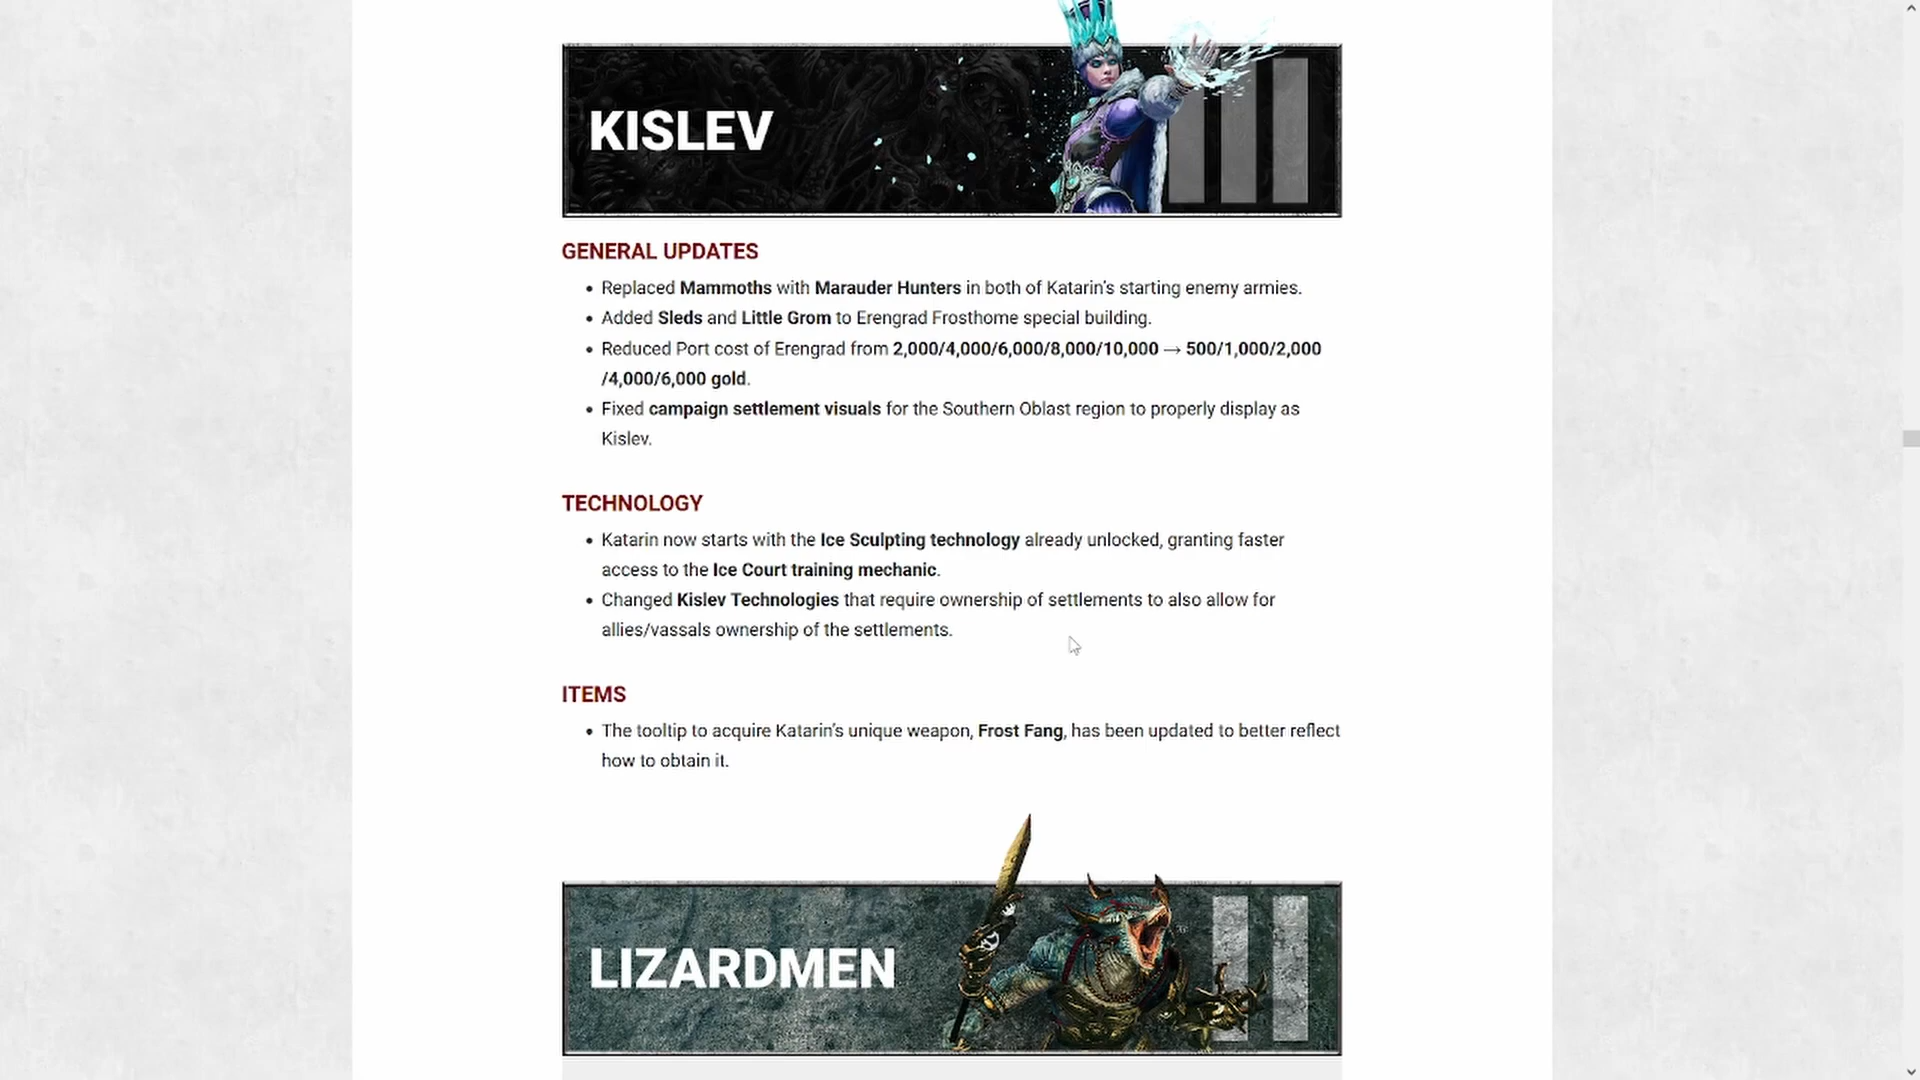 KISLEV
GENERAL UPDATES
• Replaced Mammoths with Marauder Hunters in both of Katarin's starting enemy armies.
• Added Sleds and Little Grom to Erengrad Frosthome special building.
• Reduced Port cost of Erengrad from 2,000/4,000/6,000/8,000/10,000 → 500/1,000/2,000
/4,000/6,000 gold.
• Fixed campaign settlement visuals for the Southern Oblast region to properly display as
Kislev.
TECHNOLOGY
• Katarin now starts with the Ice Sculpting technology already unlocked, granting faster
access to the Ice Court training mechanic.
• Changed Kislev Technologies that require ownership of settlements to also allow for
allies/vassals ownership of the settlements.
ITEMS
• The tooltip to acquire Katarin's unique weapon, Frost Fang, has been updated to better reflect
how to obtain it.
LIZARDMEN